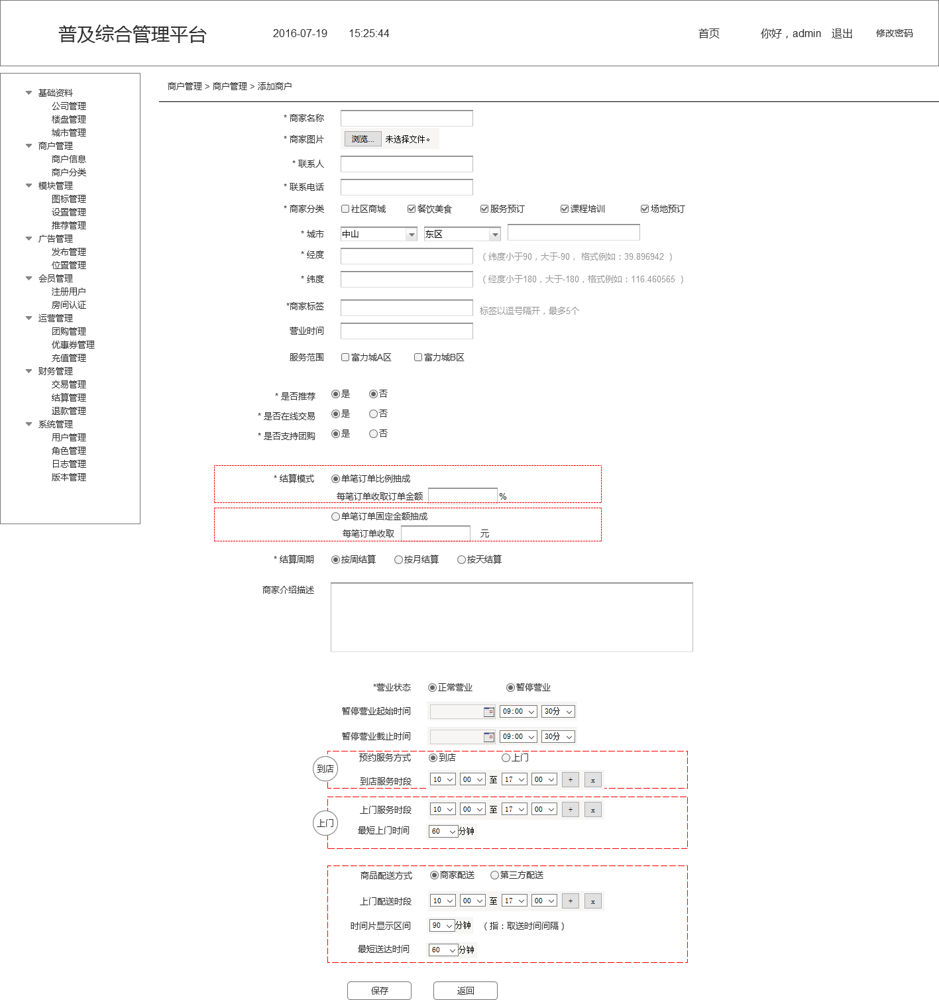 普及综合管理平台 2016-07-19 15:25:44 首页 你好，admin 退出 修改密码
基础资料
公司管理
楼盘管理
城市管理
商户管理
商户信息
商户分类
模块管理
图标管理
设置管理
推荐管理
广告管理
发布管理
位置管理
会员管理
注册用户
房间认证
运营管理
团购管理
优惠券管理
充值管理
财务管理
交易管理
结算管理
退款管理
系统管理
用户管理
角色管理
日志管理
版本管理
商户管理 > 商户管理 > 添加商户
* 商家名称
* 商家图片 浏览... 未选择文件。
* 联系人
* 联系电话
* 商家分类 社区商城 餐饮美食 服务预订 课程培训 场地预订
* 城市 中山 东区
* 经度 （纬度小于90，大于-90， 格式例如：39.896942 ）
* 纬度 （经度小于180，大于-180，格式例如：116.460565 ）
*商家标签 标签以逗号隔开，最多5个
营业时间
服务范围 富力城A区 富力城B区
* 是否推荐 是 否
* 是否在线交易 是 否
* 是否支持团购 是 否
* 结算模式 单笔订单比例抽成
每笔订单收取订单金额 %
单笔订单固定金额抽成
每笔订单收取 元
* 结算周期 按周结算 按月结算 按天结算
商家介绍描述
*营业状态 正常营业 暂停营业
暂停营业起始时间 09:00 30分
暂停营业截止时间 09:00 30分
预约服务方式 到店 上门
到店
到店服务时段 10 00 至 17 00 + x
上门服务时段 10 00 至 17 00 + x
上门
最短上门时间 60 分钟
商品配送方式 商家配送 第三方配送
上门配送时段 10 00 至 17 00 + x
时间片显示区间 90 分钟 （指：取送时间间隔）
最短送达时间 60 分钟
保存 返回